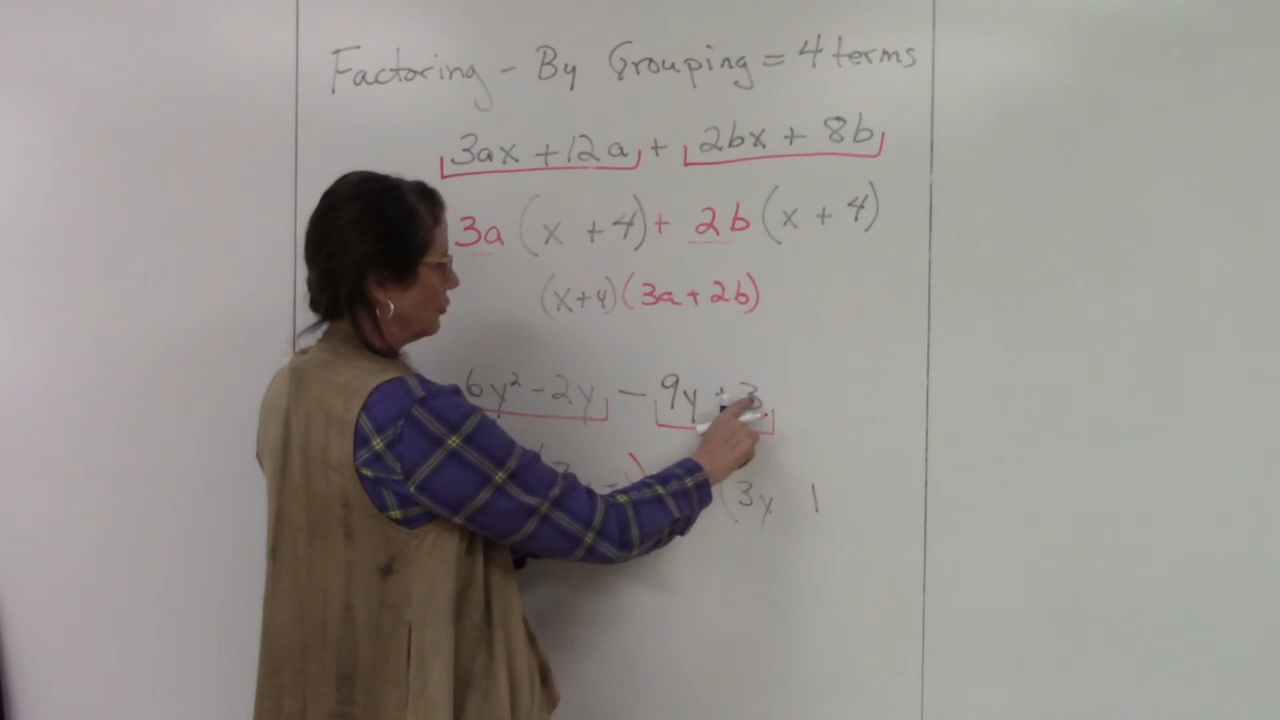 Factoring - By Grouping = 4 terms
3ax + 12a + 2bx + 8b
3a (x + 4) + 2b (x + 4)
(x+4)(3a + 2b)
6y² - 2y - 9y + 3
(3y 1